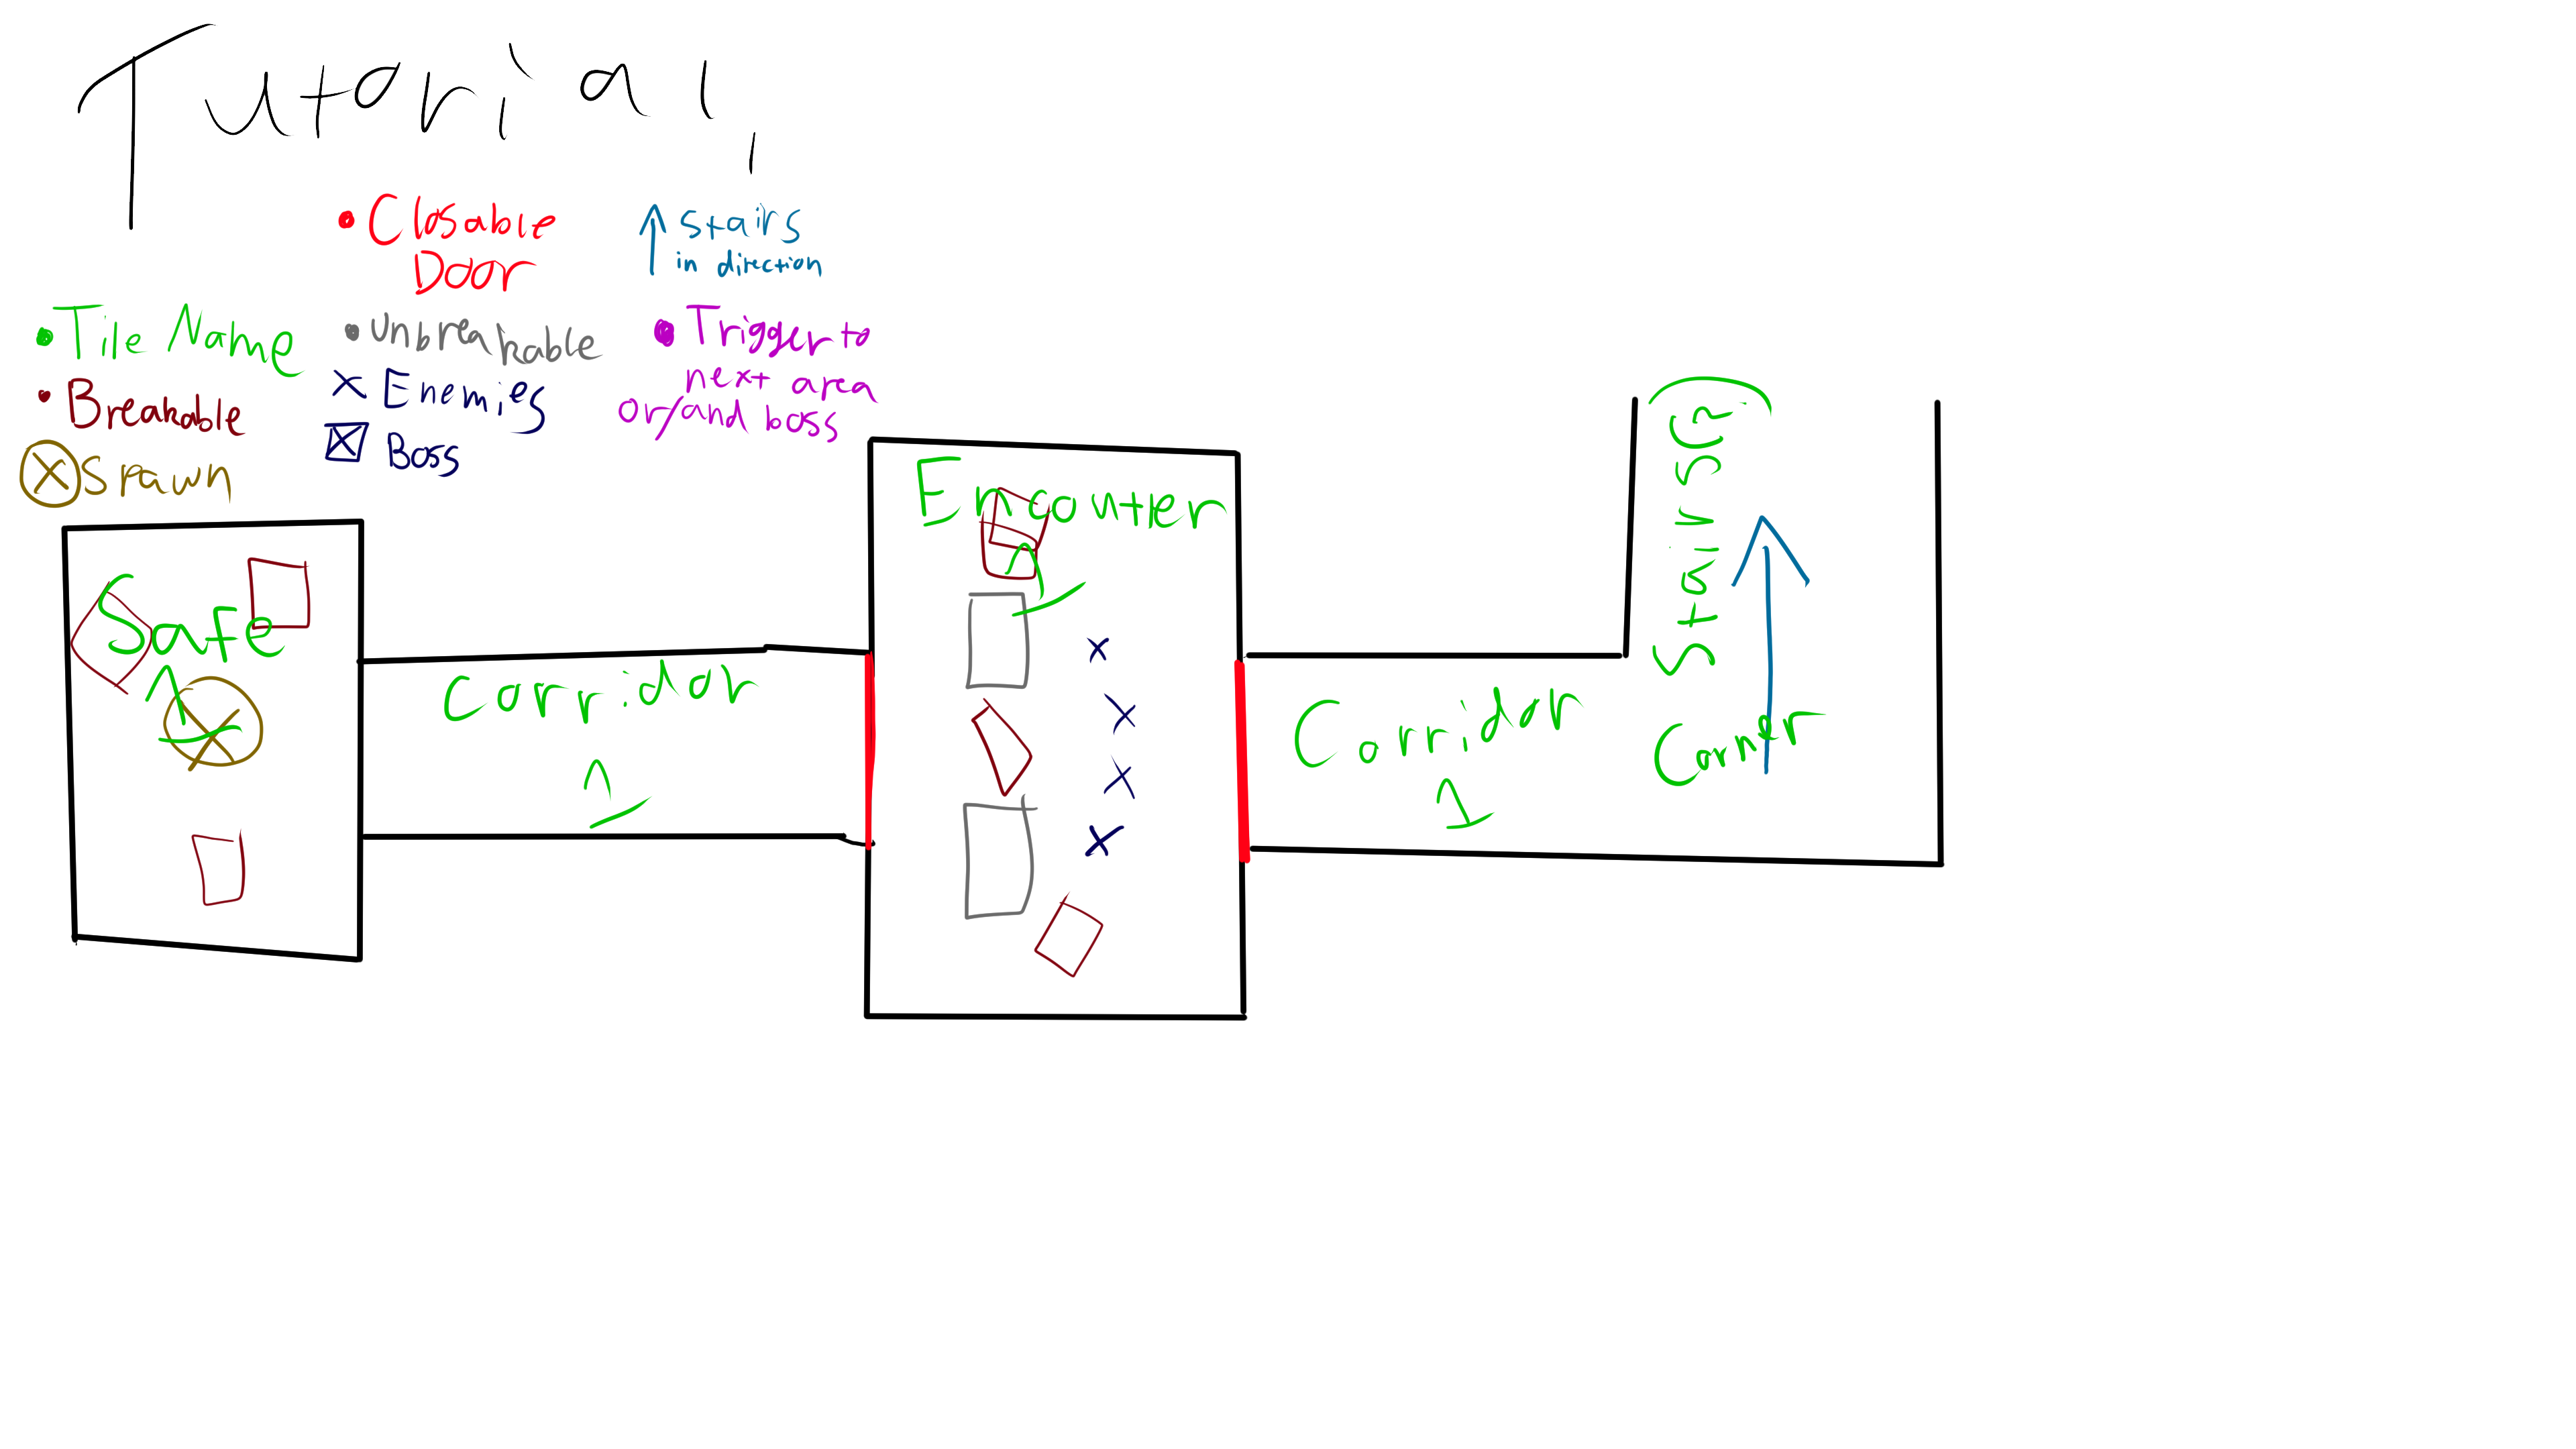 Tutorial
Closable
Door
stairs
in direction
Tile Name
unbreakable
Trigger to
next area
or/and boss
Breakable
Enemies
Boss
Spawn
Safe
1
Corridor
1
Encounter
1
Corridor
1
Corner
Stairs(2)